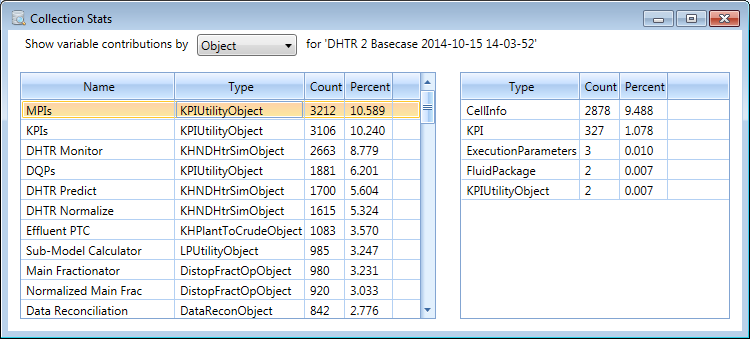 Collection Stats
Show variable contributions by Object for 'DHTR 2 Basecase 2014-10-15 14-03-52'
Name Type Count Percent
MPIs KPIUtilityObject 3212 10.589
KPIs KPIUtilityObject 3106 10.240
DHTR Monitor KHNDHtrSimObject 2663 8.779
DQPs KPIUtilityObject 1881 6.201
DHTR Predict KHNDHtrSimObject 1700 5.604
DHTR Normalize KHNDHtrSimObject 1615 5.324
Effluent PTC KHPlantToCrudeObject 1083 3.570
Sub-Model Calculator LPUtilityObject 985 3.247
Main Fractionator DistopFractOpObject 980 3.231
Normalized Main Frac DistopFractOpObject 920 3.033
Data Reconciliation DataReconObject 842 2.776
Type Count Percent
CellInfo 2878 9.488
KPI 327 1.078
ExecutionParameters 3 0.010
FluidPackage 2 0.007
KPIUtilityObject 2 0.007